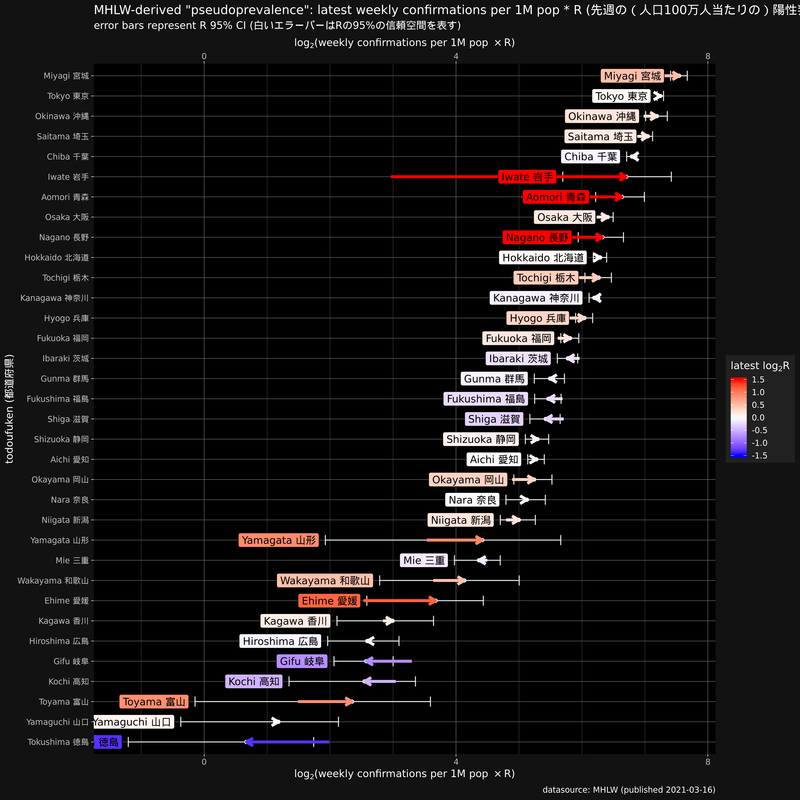 MHLW-derived "pseudoprevalence": latest weekly confirmations per 1M pop * R (先週の ( 人口100万人当たりの ) 陽性
error bars represent R 95% CI (白いエラーバーはRの95%の信頼空間を表す)
log2(weekly confirmations per 1M pop × R)
0 4 8
Miyagi 宮城 Miyagi 宮城
Tokyo 東京 Tokyo 東京
Okinawa 沖縄 Okinawa 沖縄
Saitama 埼玉 Saitama 埼玉
Chiba 千葉 Chiba 千葉
Iwate 岩手 Iwate 岩手
Aomori 青森 Aomori 青森
Osaka 大阪 Osaka 大阪
Nagano 長野 Nagano 長野
Hokkaido 北海道 Hokkaido 北海道
Tochigi 栃木 Tochigi 栃木
Kanagawa 神奈川 Kanagawa 神奈川
Hyogo 兵庫 Hyogo 兵庫
Fukuoka 福岡 Fukuoka 福岡
Ibaraki 茨城 Ibaraki 茨城
Gunma 群馬 Gunma 群馬
Fukushima 福島 Fukushima 福島
Shiga 滋賀 Shiga 滋賀
Shizuoka 静岡 Shizuoka 静岡
Aichi 愛知 Aichi 愛知
Okayama 岡山 Okayama 岡山
Nara 奈良 Nara 奈良
Niigata 新潟 Niigata 新潟
Yamagata 山形 Yamagata 山形
Mie 三重 Mie 三重
Wakayama 和歌山 Wakayama 和歌山
Ehime 愛媛 Ehime 愛媛
Kagawa 香川 Kagawa 香川
Hiroshima 広島 Hiroshima 広島
Gifu 岐阜 Gifu 岐阜
Kochi 高知 Kochi 高知
Toyama 富山 Toyama 富山
Yamaguchi 山口 Yamaguchi 山口
Tokushima 徳島 徳島
0 4 8
log2(weekly confirmations per 1M pop × R)
todoufuken (都道府県)
latest log2R
1.5
1.0
0.5
0.0
-0.5
-1.0
-1.5
datasource: MHLW (published 2021-03-16)